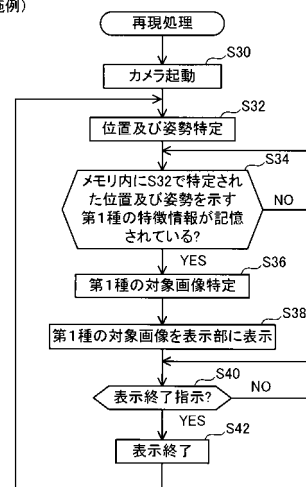 施例)
再現処理
S30
カメラ起動
S32
位置及び姿勢特定
S34
メモリ内にS32で特定され
た位置及び姿勢を示す
第1種の特徴情報が記憶
されている?
NO
YES
S36
第1種の対象画像特定
S38
第1種の対象画像を表示部に表示
S40
表示終了指示?
NO
YES
S42
表示終了